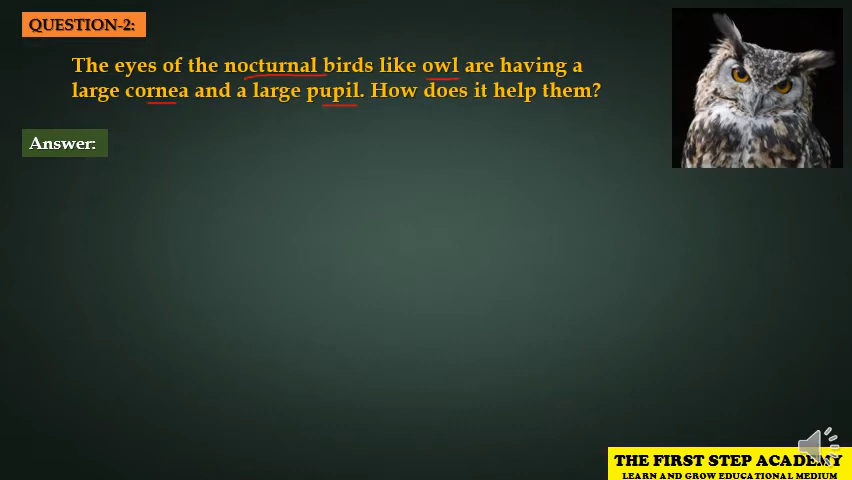 QUESTION-2:
The eyes of the nocturnal birds like owl are having a
large cornea and a large pupil. How does it help them?
Answer:
THE FIRST STEP ACADEMY
LEARN AND GROW EDUCATIONAL MEDIUM